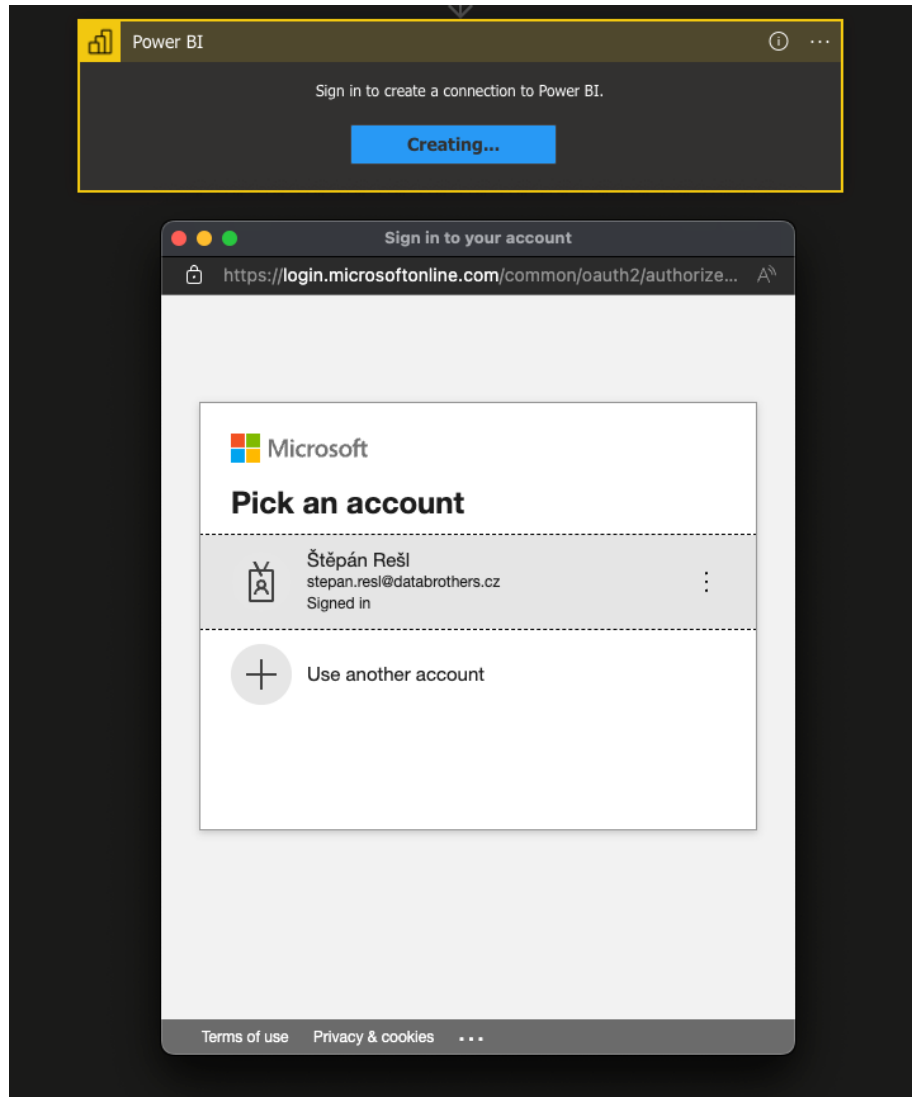 Power BI
Sign in to create a connection to Power BI.
Creating...
Sign in to your account
https://login.microsoftonline.com/common/oauth2/authorize...
Microsoft
Pick an account
Štěpán Rešl
stepan.resl@databrothers.cz
Signed in
Use another account
Terms of use Privacy & cookies ...